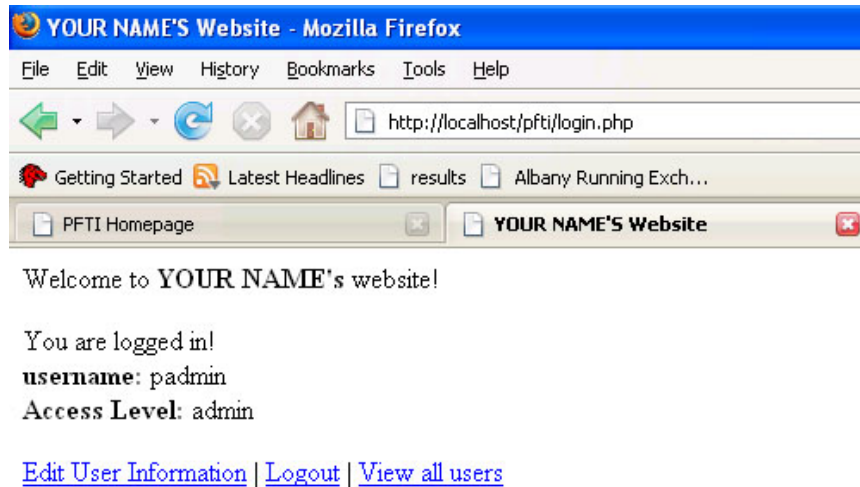 YOUR NAME'S Website - Mozilla Firefox
File Edit View History Bookmarks Tools Help
http://localhost/pfti/login.php
Getting Started Latest Headlines results Albany Running Exch...
PFTI Homepage YOUR NAME'S Website
Welcome to YOUR NAME's website!
You are logged in!
username: padmin
Access Level: admin
Edit User Information | Logout | View all users